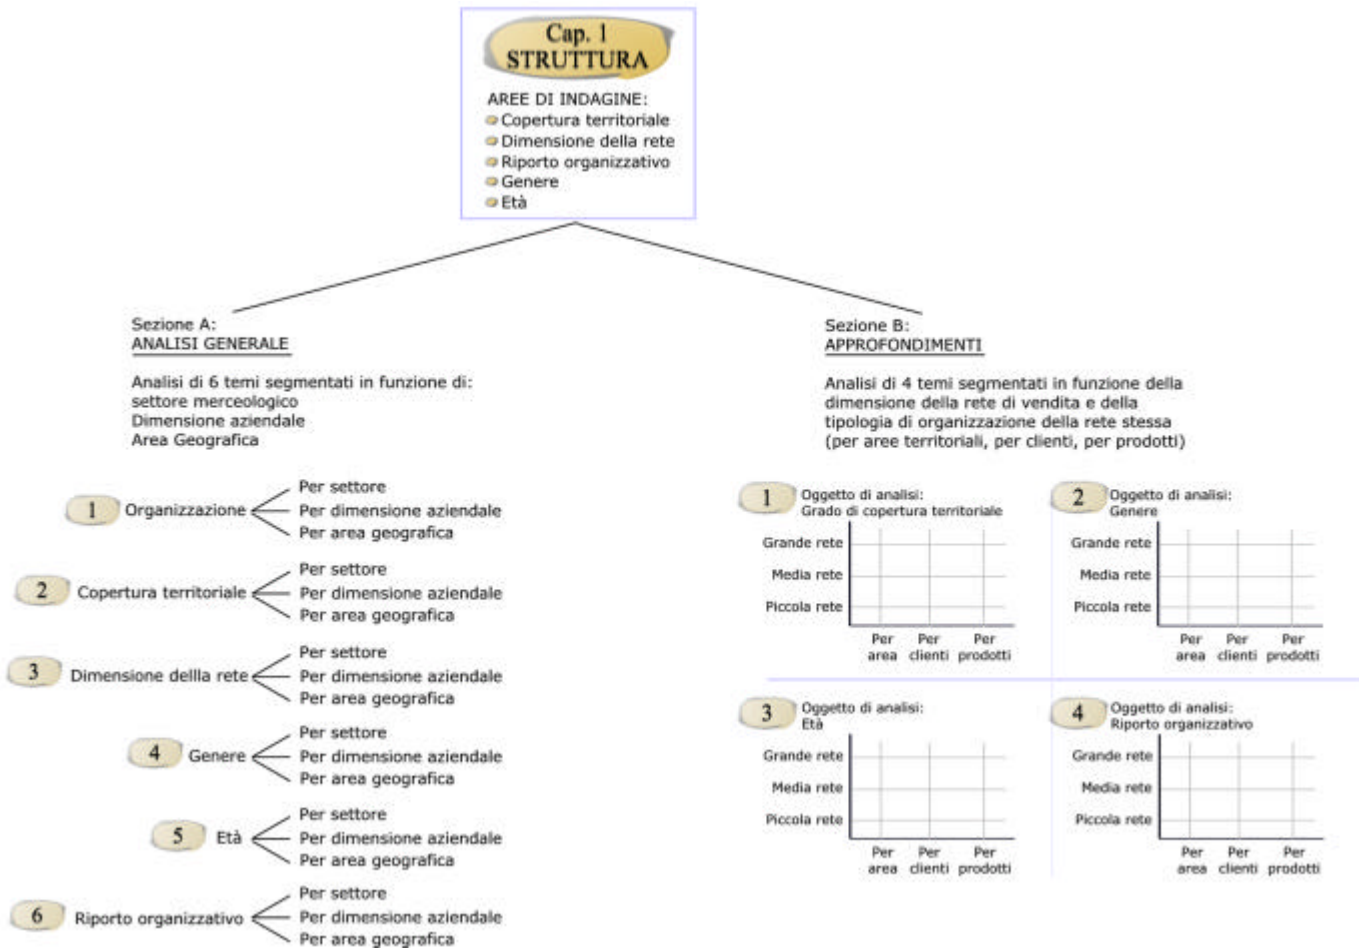 Cap. 1
STRUTTURA
AREE DI INDAGINE:
Copertura territoriale
Dimensione della rete
Riporto organizzativo
Genere
Età
Sezione A:
ANALISI GENERALE
Analisi di 6 temi segmentati in funzione di:
settore merceologico
Dimensione aziendale
Area Geografica
1 Organizzazione
Per settore
Per dimensione aziendale
Per area geografica
2 Copertura territoriale
Per settore
Per dimensione aziendale
Per area geografica
3 Dimensione dellla rete
Per settore
Per dimensione aziendale
Per area geografica
4 Genere
Per settore
Per dimensione aziendale
Per area geografica
5 Età
Per settore
Per dimensione aziendale
Per area geografica
6 Riporto organizzativo
Per settore
Per dimensione aziendale
Per area geografica
Sezione B:
APPROFONDIMENTI
Analisi di 4 temi segmentati in funzione della
dimensione della rete di vendita e della
tipologia di organizzazione della rete stessa
(per aree territoriali, per clienti, per prodotti)
1 Oggetto di analisi:
Grado di copertura territoriale
Grande rete
Media rete
Piccola rete
Per Per Per
area clienti prodotti
2 Oggetto di analisi:
Genere
Grande rete
Media rete
Piccola rete
Per Per Per
area clienti prodotti
3 Oggetto di analisi:
Età
Grande rete
Media rete
Piccola rete
Per Per Per
area clienti prodotti
4 Oggetto di analisi:
Riporto organizzativo
Grande rete
Media rete
Piccola rete
Per Per Per
area clienti prodotti